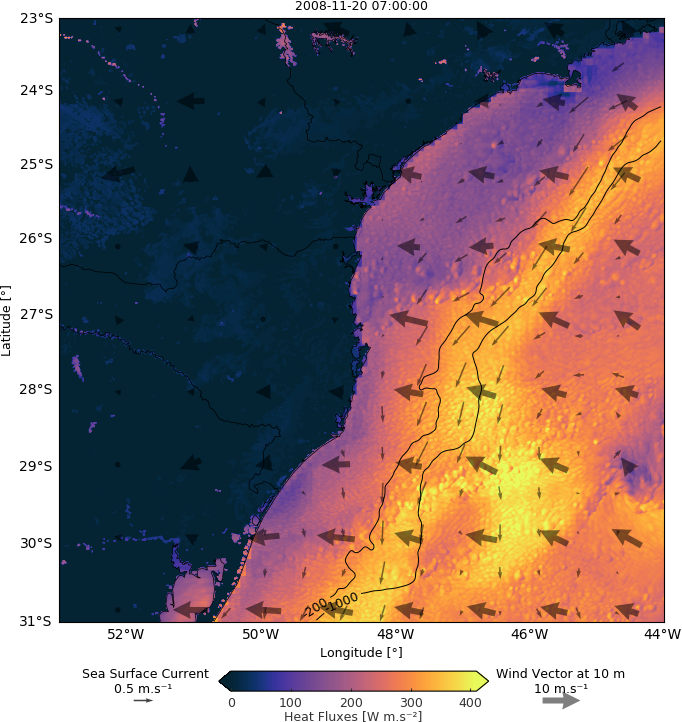 2008-11-20 07:00:00
23°S
24°S
25°S
26°S
27°S
28°S
29°S
30°S
31°S
Latitude [°]
200
1000
52°W
50°W
48°W
46°W
44°W
Longitude [°]
Sea Surface Current
0.5 m.s⁻¹
Wind Vector at 10 m
10 m.s⁻¹
0
100
200
300
400
Heat Fluxes [W m.s⁻²]